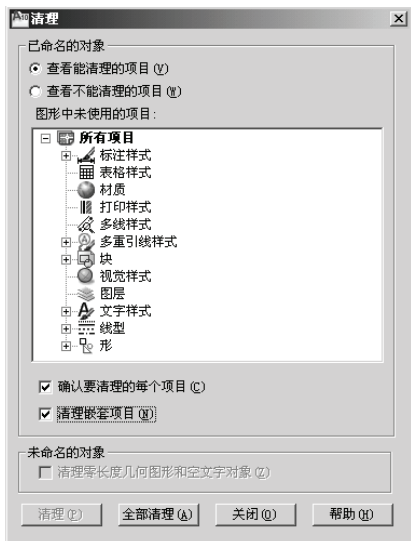 清理
已命名的对象
查看能清理的项目(V)
查看不能清理的项目(W)
图形中未使用的项目:
所有项目
标注样式
表格样式
材质
打印样式
多线样式
多重引线样式
块
视觉样式
图层
文字样式
线型
形
确认要清理的每个项目(C)
清理嵌套项目(N)
未命名的对象
清理零长度几何图形和空文字对象(Z)
清理(P) 全部清理(A) 关闭(O) 帮助(H)